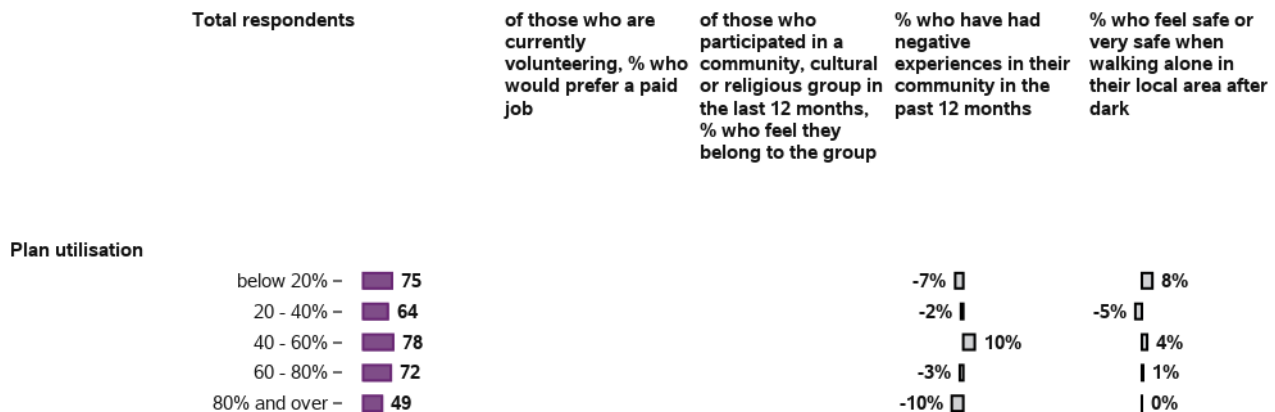 Total respondents
of those who are
currently
volunteering, % who
would prefer a paid
job
of those who
participated in a
community, cultural
or religious group in
the last 12 months,
% who feel they
belong to the group
% who have had
negative
experiences in their
community in the
past 12 months
% who feel safe or
very safe when
walking alone in
their local area after
dark
Plan utilisation
below 20% 75 -7% 8%
20 - 40% 64 -2% -5%
40 - 60% 78 10% 4%
60 - 80% 72 -3% 1%
80% and over 49 -10% 0%